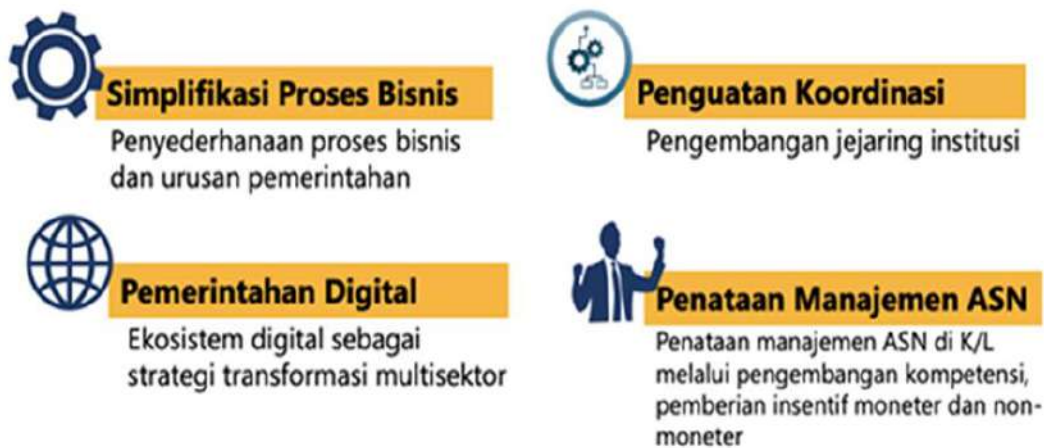 Simplifikasi Proses Bisnis
Penyederhanaan proses bisnis
dan urusan pemerintahan
Penguatan Koordinasi
Pengembangan jejaring institusi
Pemerintahan Digital
Ekosistem digital sebagai
strategi transformasi multisektor
Penataan Manajemen ASN
Penataan manajemen ASN di K/L
melalui pengembangan kompetensi,
pemberian insentif moneter dan non-
moneter